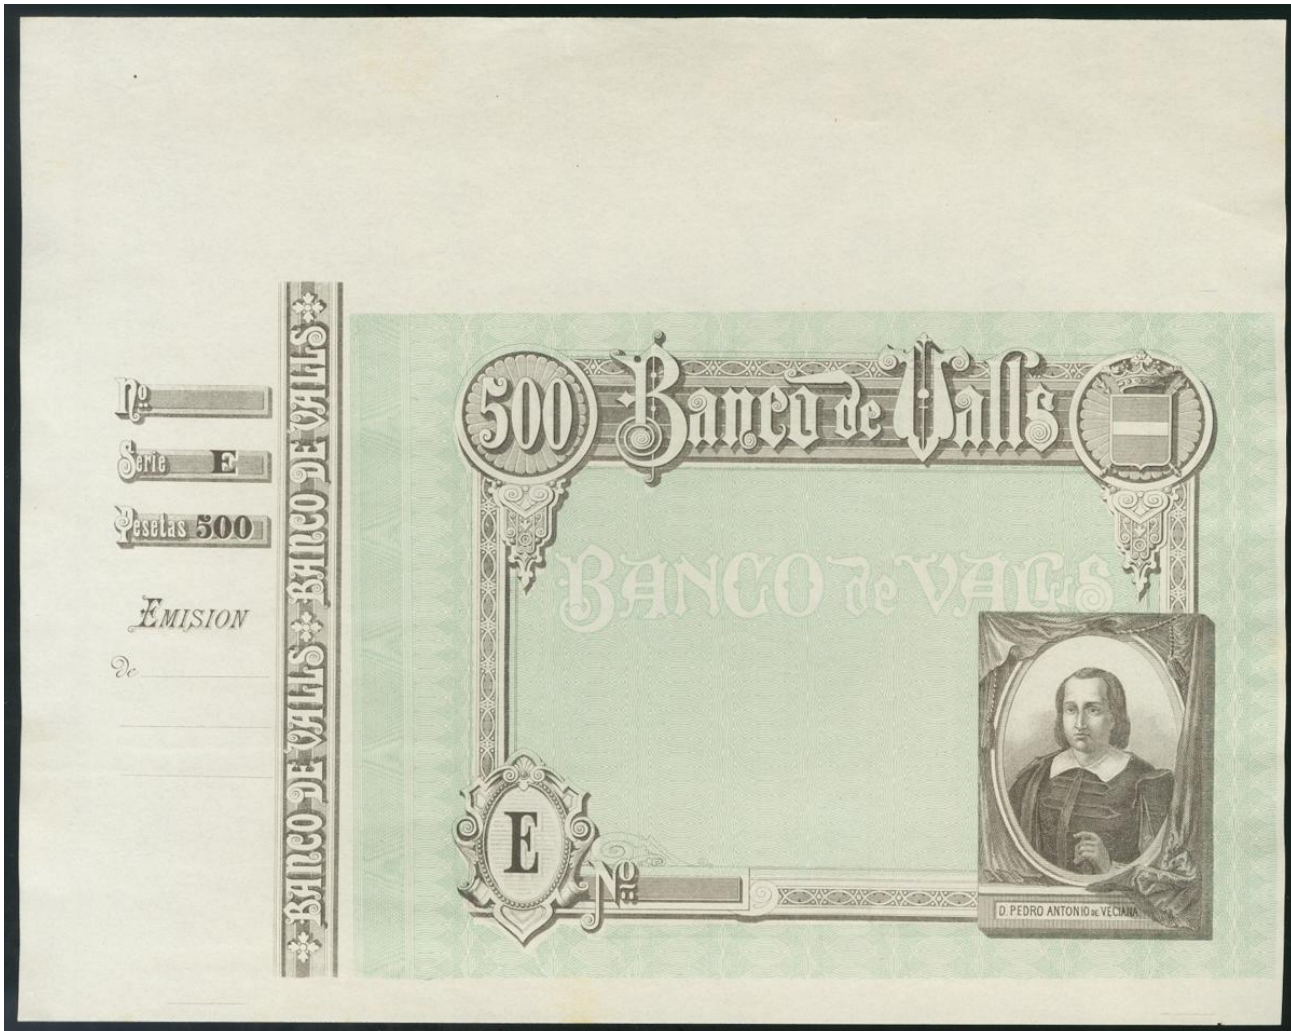 Nº
Serie E
Pesetas 500
EMISION
de
BANCO DE VALLS BANCO DE VALLS
500 Banco de Valls
BANCO de VALLS
E
Nº
D. PEDRO ANTONIO DE VECIANA